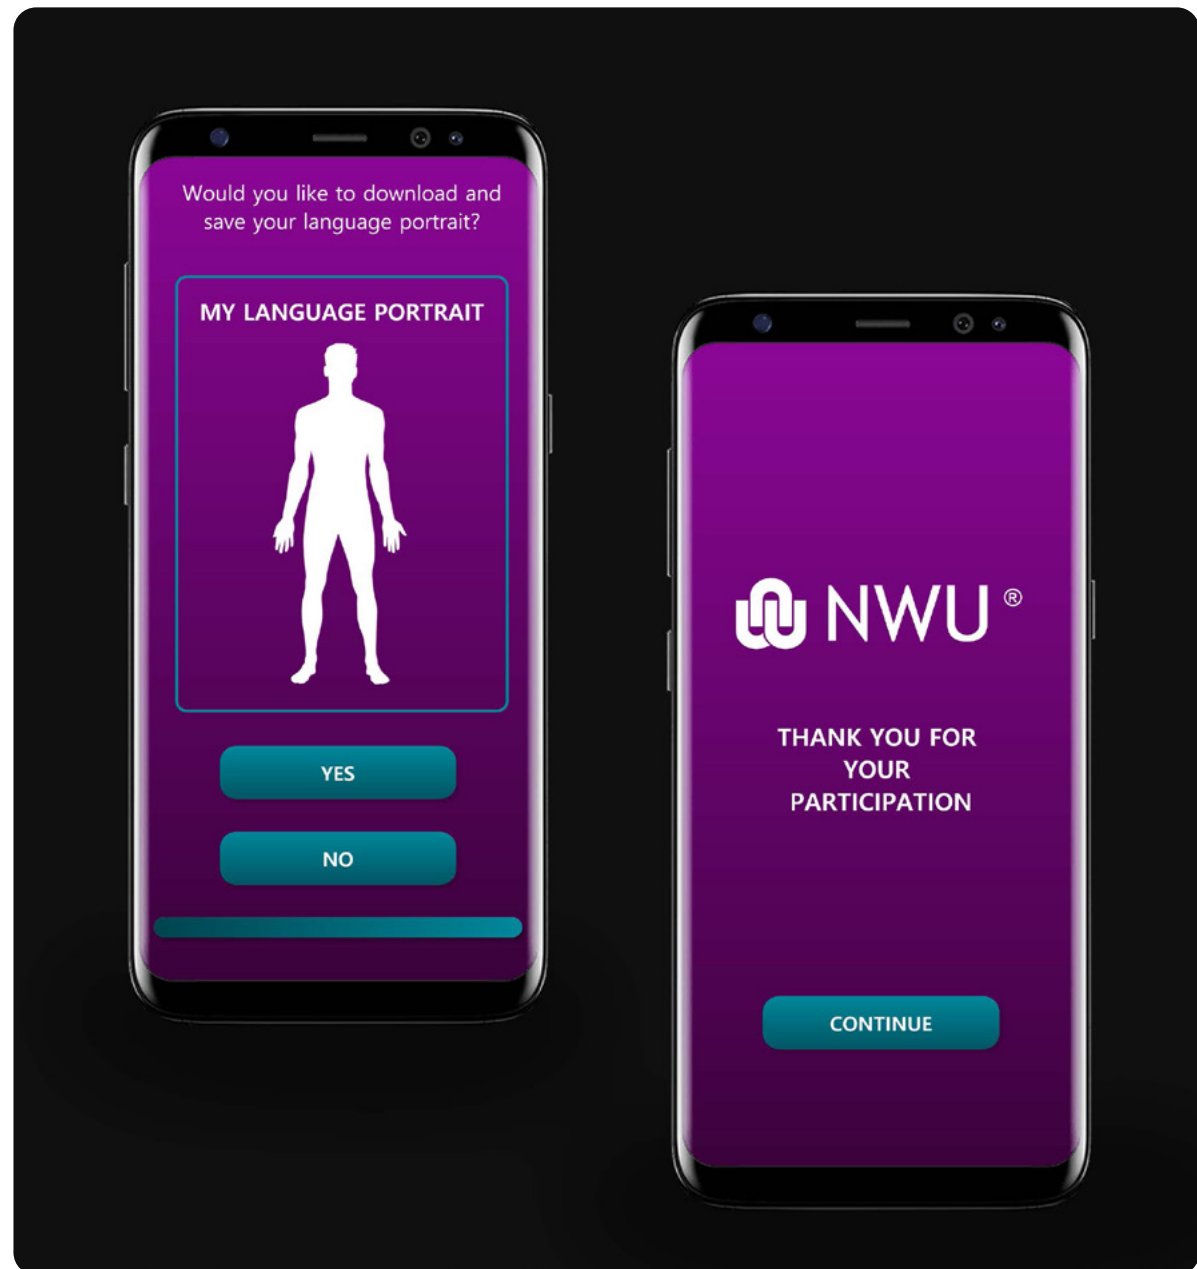 Would you like to download and
save your language portrait?
MY LANGUAGE PORTRAIT
YES
NO
NWU ®
THANK YOU FOR
YOUR
PARTICIPATION
CONTINUE